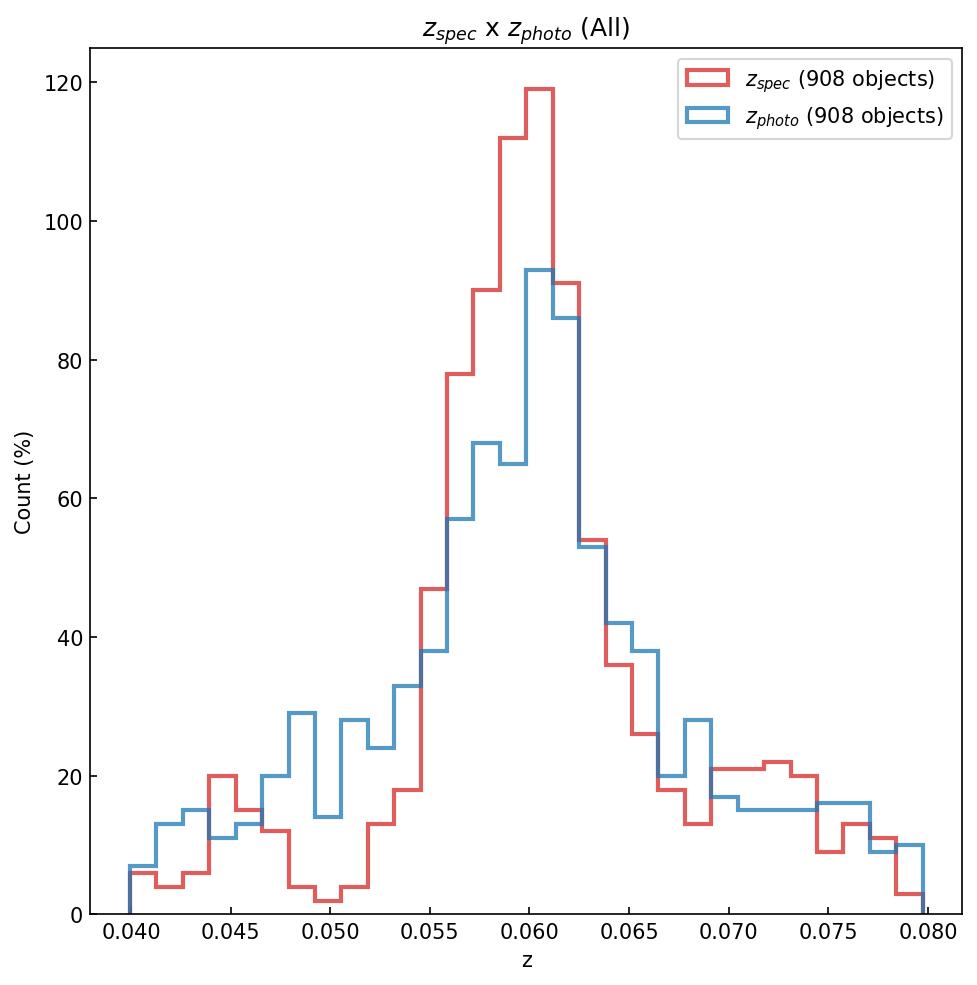 z_spec x z_photo (All)
z_spec (908 objects)
z_photo (908 objects)
Count (%)
120
100
80
60
40
20
0
0.040 0.045 0.050 0.055 0.060 0.065 0.070 0.075 0.080
z